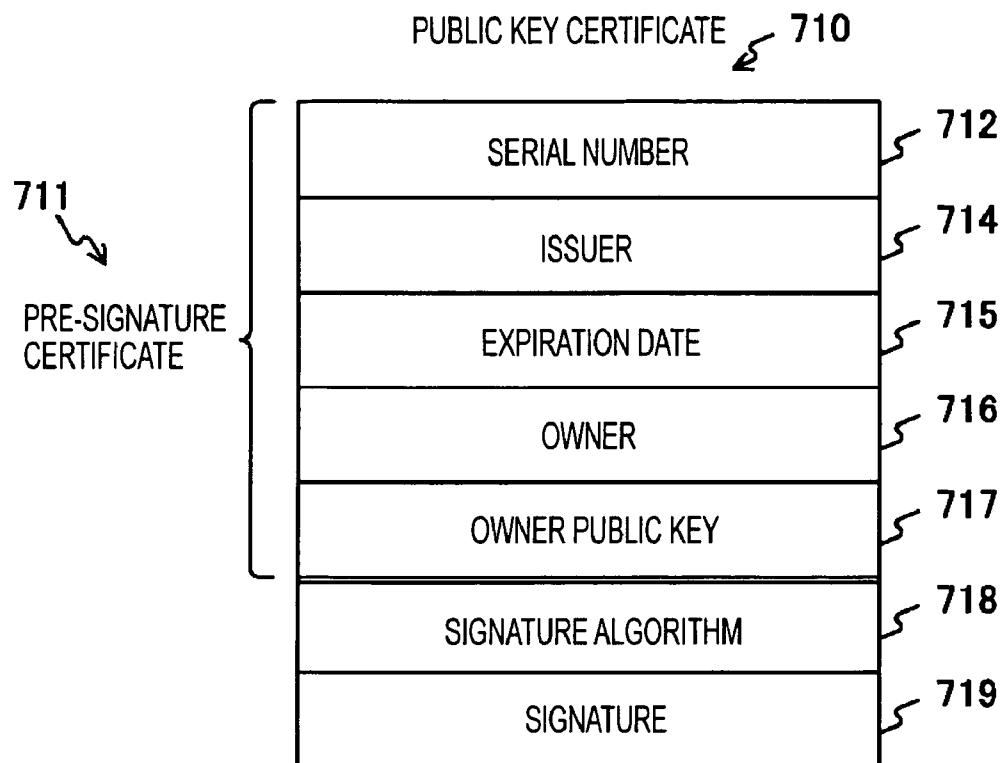 PUBLIC KEY CERTIFICATE 710
SERIAL NUMBER 712
711
ISSUER 714
PRE-SIGNATURE
CERTIFICATE
EXPIRATION DATE 715
OWNER 716
OWNER PUBLIC KEY 717
SIGNATURE ALGORITHM 718
SIGNATURE 719